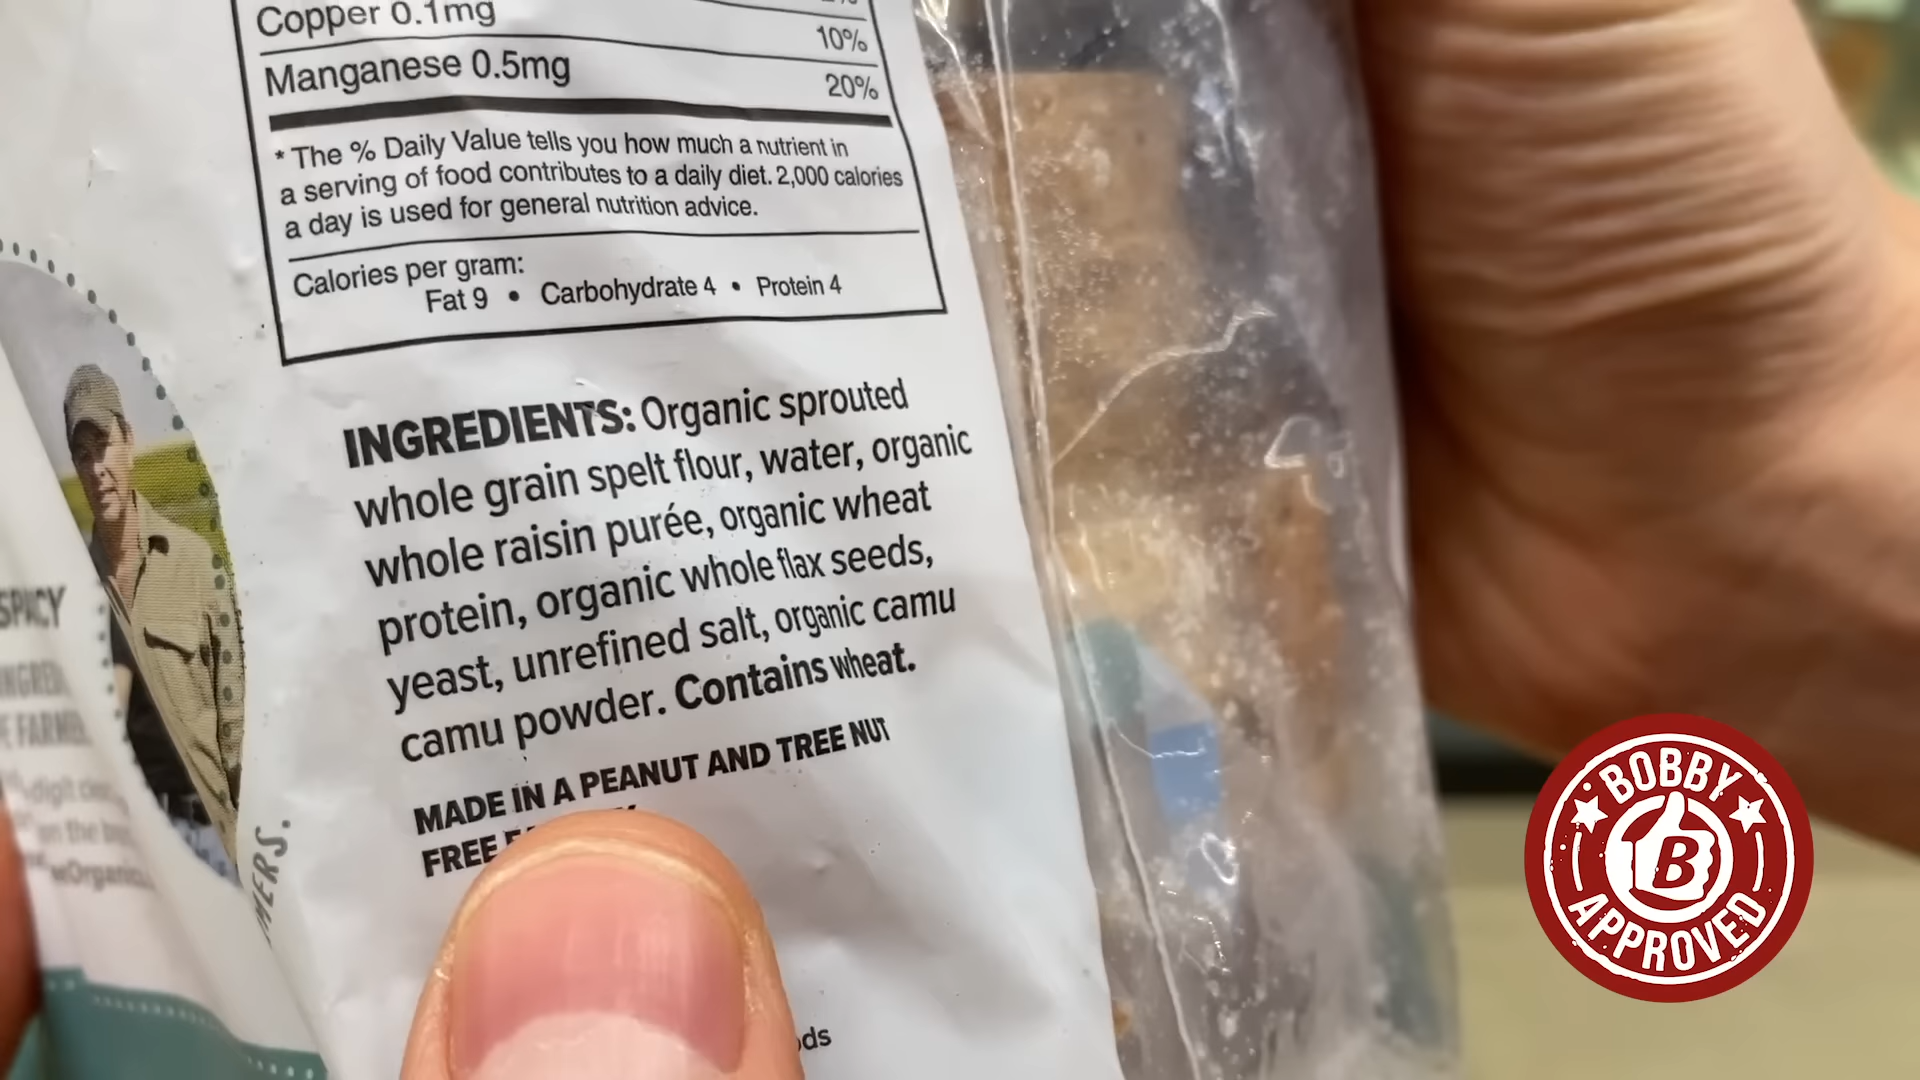 Copper 0.1mg
10%
Manganese 0.5mg
20%
* The % Daily Value tells you how much a nutrient in
a serving of food contributes to a daily diet. 2,000 calories
a day is used for general nutrition advice.
Calories per gram:
Fat 9 • Carbohydrate 4 • Protein 4
INGREDIENTS: Organic sprouted
whole grain spelt flour, water, organic
whole raisin purée, organic wheat
protein, organic whole flax seeds,
yeast, unrefined salt, organic camu
camu powder. Contains wheat.
MADE IN A PEANUT AND TREE NUT
FREE
BOBBY
B
APPROVED